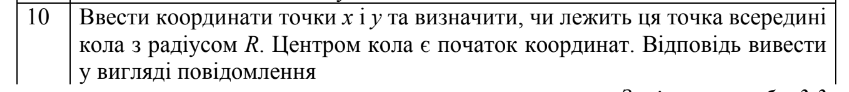 10 Ввести координати точки x і y та визначити, чи лежить ця точка всередині
кола з радіусом R. Центром кола є початок координат. Відповідь вивести
у вигляді повідомлення